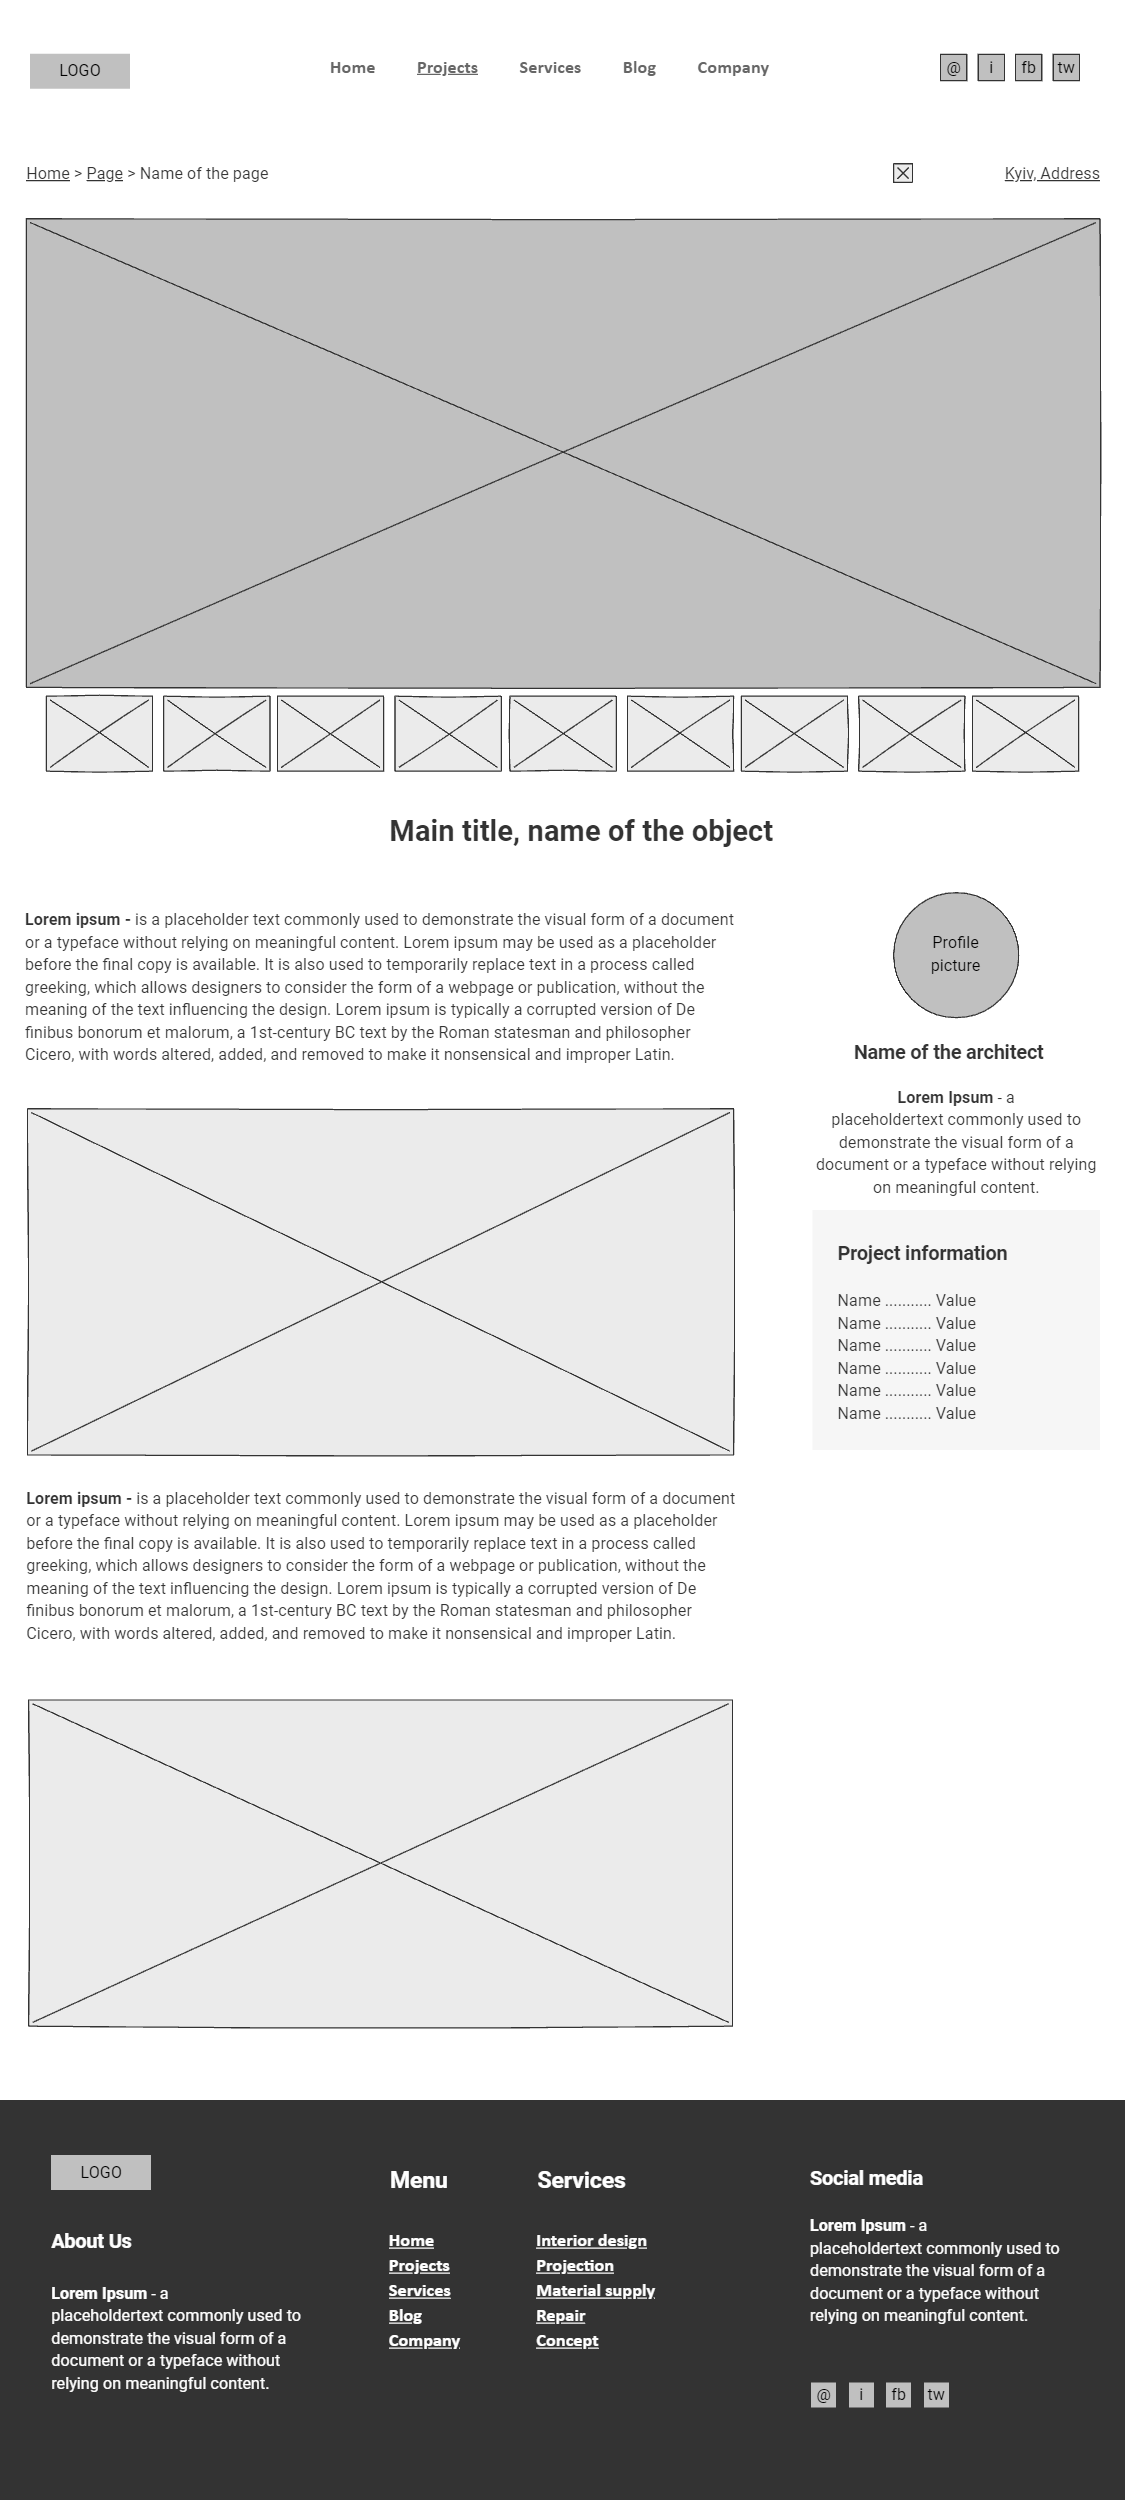 LOGO
Home Projects Services Blog Company
@ i fb tw
Home > Page > Name of the page
Kyiv, Address
Main title, name of the object
Lorem ipsum - is a placeholder text commonly used to demonstrate the visual form of a document
or a typeface without relying on meaningful content. Lorem ipsum may be used as a placeholder
before the final copy is available. It is also used to temporarily replace text in a process called
greeking, which allows designers to consider the form of a webpage or publication, without the
meaning of the text influencing the design. Lorem ipsum is typically a corrupted version of De
finibus bonorum et malorum, a 1st-century BC text by the Roman statesman and philosopher
Cicero, with words altered, added, and removed to make it nonsensical and improper Latin.
Profile
picture
Name of the architect
Lorem Ipsum - a
placeholdertext commonly used to
demonstrate the visual form of a
document or a typeface without relying
on meaningful content.
Project information
Name ........... Value
Name ........... Value
Name ........... Value
Name ........... Value
Name ........... Value
Name ........... Value
Lorem ipsum - is a placeholder text commonly used to demonstrate the visual form of a document
or a typeface without relying on meaningful content. Lorem ipsum may be used as a placeholder
before the final copy is available. It is also used to temporarily replace text in a process called
greeking, which allows designers to consider the form of a webpage or publication, without the
meaning of the text influencing the design. Lorem ipsum is typically a corrupted version of De
finibus bonorum et malorum, a 1st-century BC text by the Roman statesman and philosopher
Cicero, with words altered, added, and removed to make it nonsensical and improper Latin.
LOGO
About Us
Lorem Ipsum - a
placeholdertext commonly used to
demonstrate the visual form of a
document or a typeface without
relying on meaningful content.
Menu
Home
Projects
Services
Blog
Company
Services
Interior design
Projection
Material supply
Repair
Concept
Social media
Lorem Ipsum - a
placeholdertext commonly used to
demonstrate the visual form of a
document or a typeface without
relying on meaningful content.
@ i fb tw